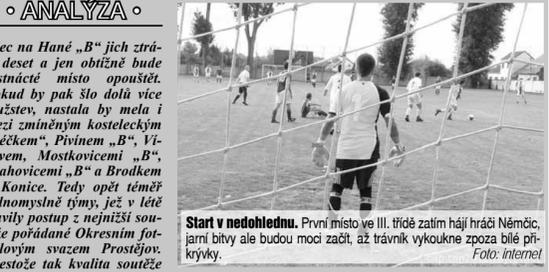 • ANALÝZA •
ec na Hané „B" jich ztrá-
deset a jen obtížně bude
stnácté místo opouštět.
okud by pak šlo dolů více
užstev, nastala by mela i
ezi zmíněným kosteleckým
éčkem", Pivínem „B", Ví-
vem, Mostkovicemi „B",
ahovicemi „B" a Brodkem
Konice. Tedy opět téměř
dnomyslně týmy, jež v létě
avily postup z nejnižší sou-
e pořádané Okresním fot-
lovým svazem Prostějov.
estože tak kvalita soutěže
Start v nedohlednu. První místo ve III. třídě zatím hájí hráči Němčic,
jarní bitvy ale budou moci začít, až trávník vykoukne zpoza bílé při-
krývky.
Foto: internet